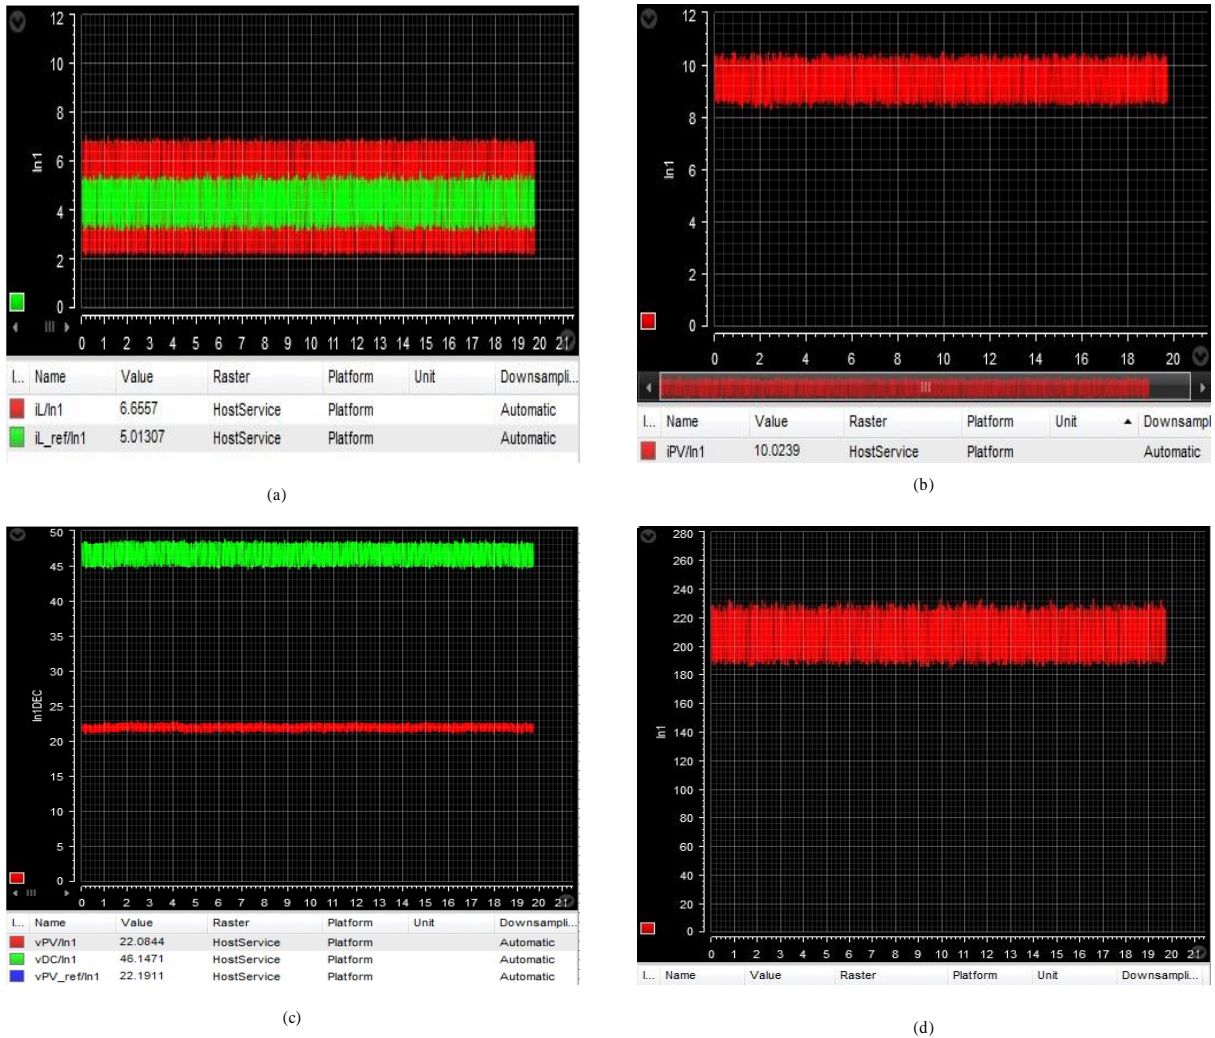 12
10
8
6
4
2
0
In1
0 1 2 3 4 5 6 7 8 9 10 11 12 13 14 15 16 17 18 19 20 21
I... Name Value Raster Platform Unit Downsampli...
iL/In1 6.6557 HostService Platform Automatic
iL_ref/In1 5.01307 HostService Platform Automatic
(a)
12
10
8
6
4
2
0
In1
0 2 4 6 8 10 12 14 16 18 20
I... Name Value Raster Platform Unit Downsampl
iPV/In1 10.0239 HostService Platform Automatic
(b)
50
45
40
35
30
25
20
15
10
5
0
In1DEC
0 1 2 3 4 5 6 7 8 9 10 11 12 13 14 15 16 17 18 19 20 21
I... Name Value Raster Platform Unit Downsampli...
vPV/In1 22.0844 HostService Platform Automatic
vDC/In1 46.1471 HostService Platform Automatic
vPV_ref/In1 22.1911 HostService Platform Automatic
(c)
280
260
240
220
200
180
160
140
120
100
80
60
40
20
0
In1
0 1 2 3 4 5 6 7 8 9 10 11 12 13 14 15 16 17 18 19 20 21
I... Name Value Raster Platform Unit Downsampli...
(d)